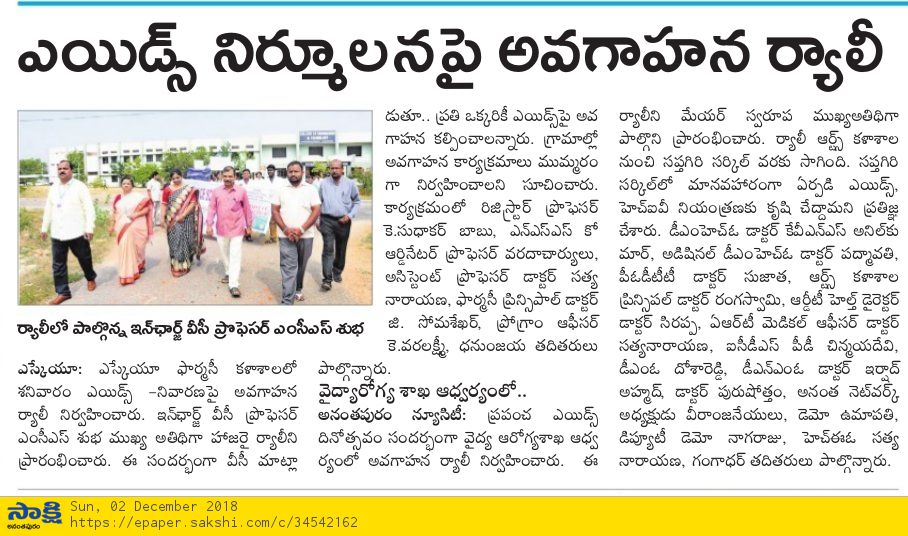 ఎయిడ్స్ నిర్మూలనపై అవగాహన ర్యాలీ
ర్యాలీలో పాల్గొన్న ఇన్‌ఛార్జ్ వీసీ ప్రొఫెసర్ ఎంసీఎస్ శుభ
ఎస్కేయూ: ఎస్కేయూ ఫార్మసీ కళాశాలలో
శనివారం ఎయిడ్స్ –నివారణపై అవగాహన
ర్యాలీ నిర్వహించారు. ఇన్‌ఛార్జ్ వీసీ ప్రొఫెసర్
ఎంసీఎస్ శుభ ముఖ్య అతిథిగా హాజరై ర్యాలీని
ప్రారంభించారు. ఈ సందర్భంగా వీసీ మాట్లా
డుతూ.. ప్రతి ఒక్కరికీ ఎయిడ్స్‌పై అవ
గాహన కల్పించాలన్నారు. గ్రామాల్లో
అవగాహన కార్యక్రమాలు ముమ్మరం
గా నిర్వహించాలని సూచించారు.
కార్యక్రమంలో రిజిస్ట్రార్ ప్రొఫెసర్
కె.సుధాకర్ బాబు, ఎన్ఎస్ఎస్ కో
ఆర్డినేటర్ ప్రొఫెసర్ వరదాచార్యులు,
అసిస్టెంట్ ప్రొఫెసర్ డాక్టర్ సత్య
నారాయణ, ఫార్మసీ ప్రిన్సిపాల్ డాక్టర్
జి. సోమశేఖర్, ప్రోగ్రాం ఆఫీసర్
కె.వరలక్ష్మీ, ధనుంజయ తదితరులు
పాల్గొన్నారు.
వైద్యారోగ్య శాఖ ఆధ్వర్యంలో..
అనంతపురం న్యూసిటీ: ప్రపంచ ఎయిడ్స్
దినోత్సవం సందర్భంగా వైద్య ఆరోగ్యశాఖ ఆధ్వ
ర్యంలో అవగాహన ర్యాలీ నిర్వహించారు. ఈ
ర్యాలీని మేయర్ స్వరూప ముఖ్యఅతిథిగా
పాల్గొని ప్రారంభించారు. ర్యాలీ ఆర్ట్స్ కళాశాల
నుంచి సప్తగిరి సర్కిల్ వరకు సాగింది. సప్తగిరి
సర్కిల్‌లో మానవహారంగా ఏర్పడి ఎయిడ్స్,
హెచ్ఐవీ నియంత్రణకు కృషి చేద్దామని ప్రతిజ్ఞ
చేశారు. డీఎంహెచ్ఓ డాక్టర్ కేవీఎన్ఎస్ అనిల్‌కు
మార్, అడిషినల్ డీఎంహెచ్ఓ డాక్టర్ పద్మావతి,
పీఓడీటీటీ డాక్టర్ సుజాత, ఆర్ట్స్ కళాశాల
ప్రిన్సిపల్ డాక్టర్ రంగస్వామి, ఆర్డీటీ హెల్త్ డైరెక్టర్
డాక్టర్ సిరప్ప, ఏఆర్‌టీ మెడికల్ ఆఫీసర్ డాక్టర్
సత్యనారాయణ, ఐసీడీఎస్ పీడీ చిన్మయదేవి,
డీఎంఓ దోశారెడ్డి, డీఎన్ఎంఓ డాక్టర్ ఇర్షాద్
అహ్మద్, డాక్టర్ పురుషోత్తం, అనంత నెట్‌వర్క్
అధ్యక్షుడు వీరాంజనేయులు, డెమో ఉమాపతి,
డిప్యూటీ డెమో నాగరాజు, హెచ్ఈఓ సత్య
నారాయణ, గంగాధర్ తదితరులు పాల్గొన్నారు.
సాక్షి
అనంతపురం
Sun, 02 December 2018
https://epaper.sakshi.com/c/34542162